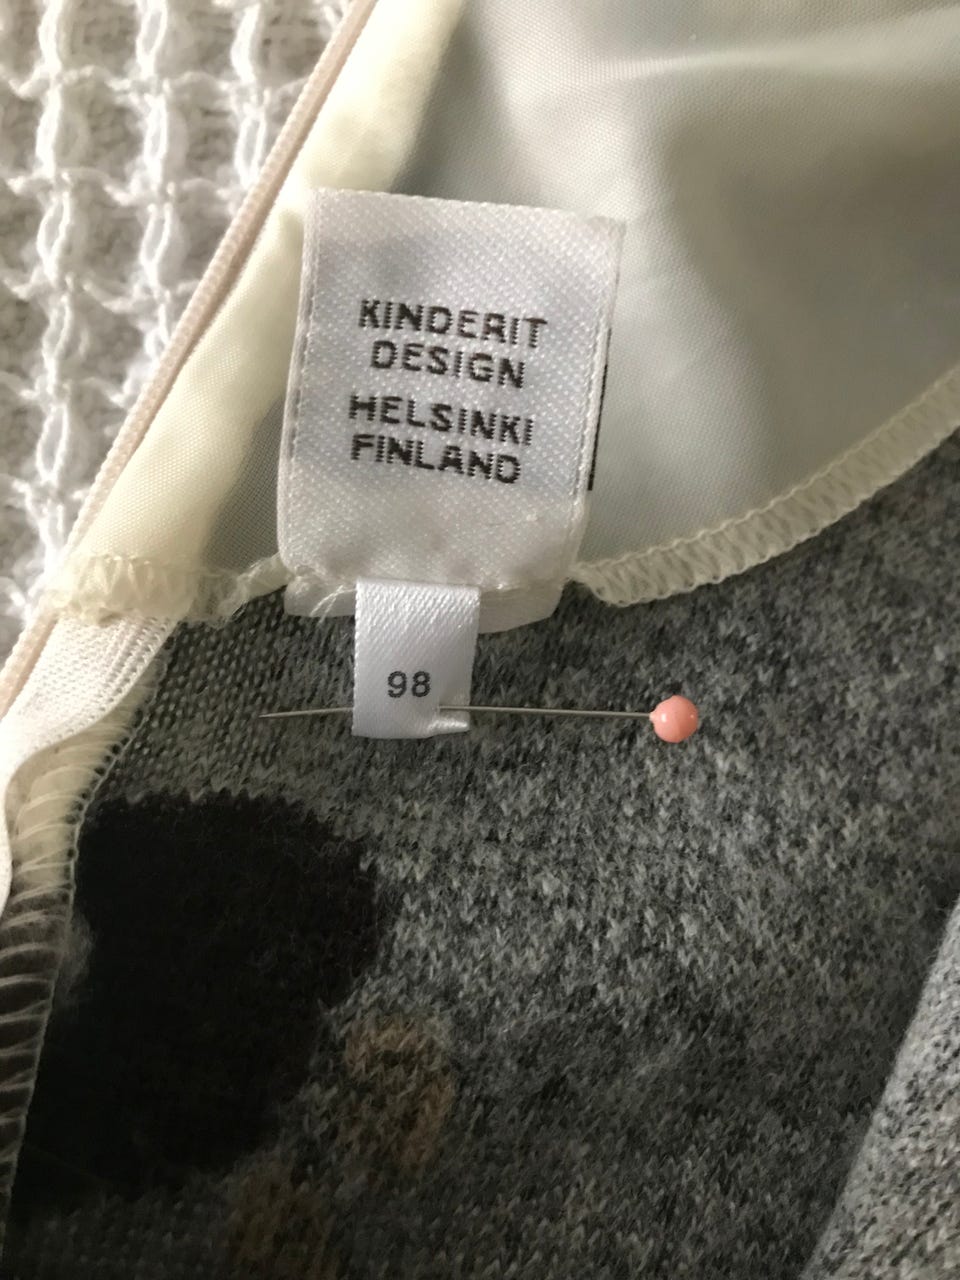 KINDERIT
DESIGN
HELSINKI
FINLAND
98